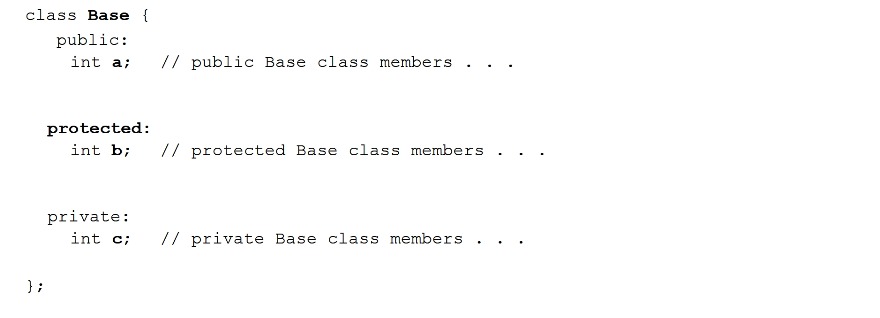 class Base {
public:
int a; // public Base class members . . .
protected:
int b; // protected Base class members . . .
private:
int c; // private Base class members . . .
};